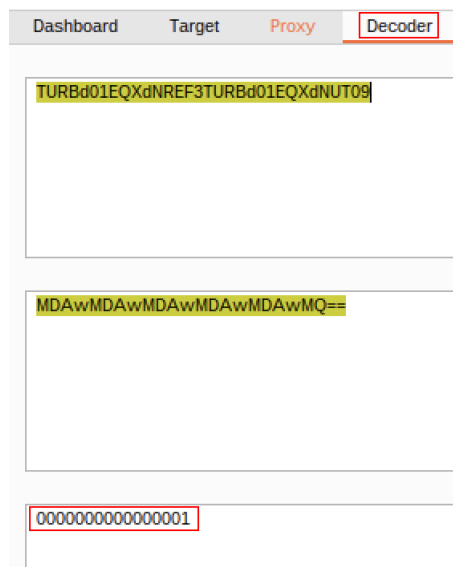 Dashboard Target Proxy Decoder
TURBd01EQXdNREF3TURBd01EQXdNUT09
MDAwMDAwMDAwMDAwMDAwMQ==
0000000000000001